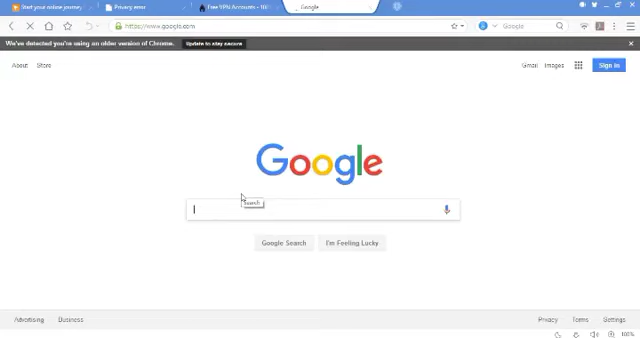 Start your online journey
Privacy error
Free VPN Accounts - 100%
Google
https://www.google.com
Google
We've detected you're using an older version of Chrome.
Update to stay secure
About
Store
Gmail
Images
Sign in
Google
Search
Google Search
I'm Feeling Lucky
Advertising
Business
Privacy
Terms
Settings
100%